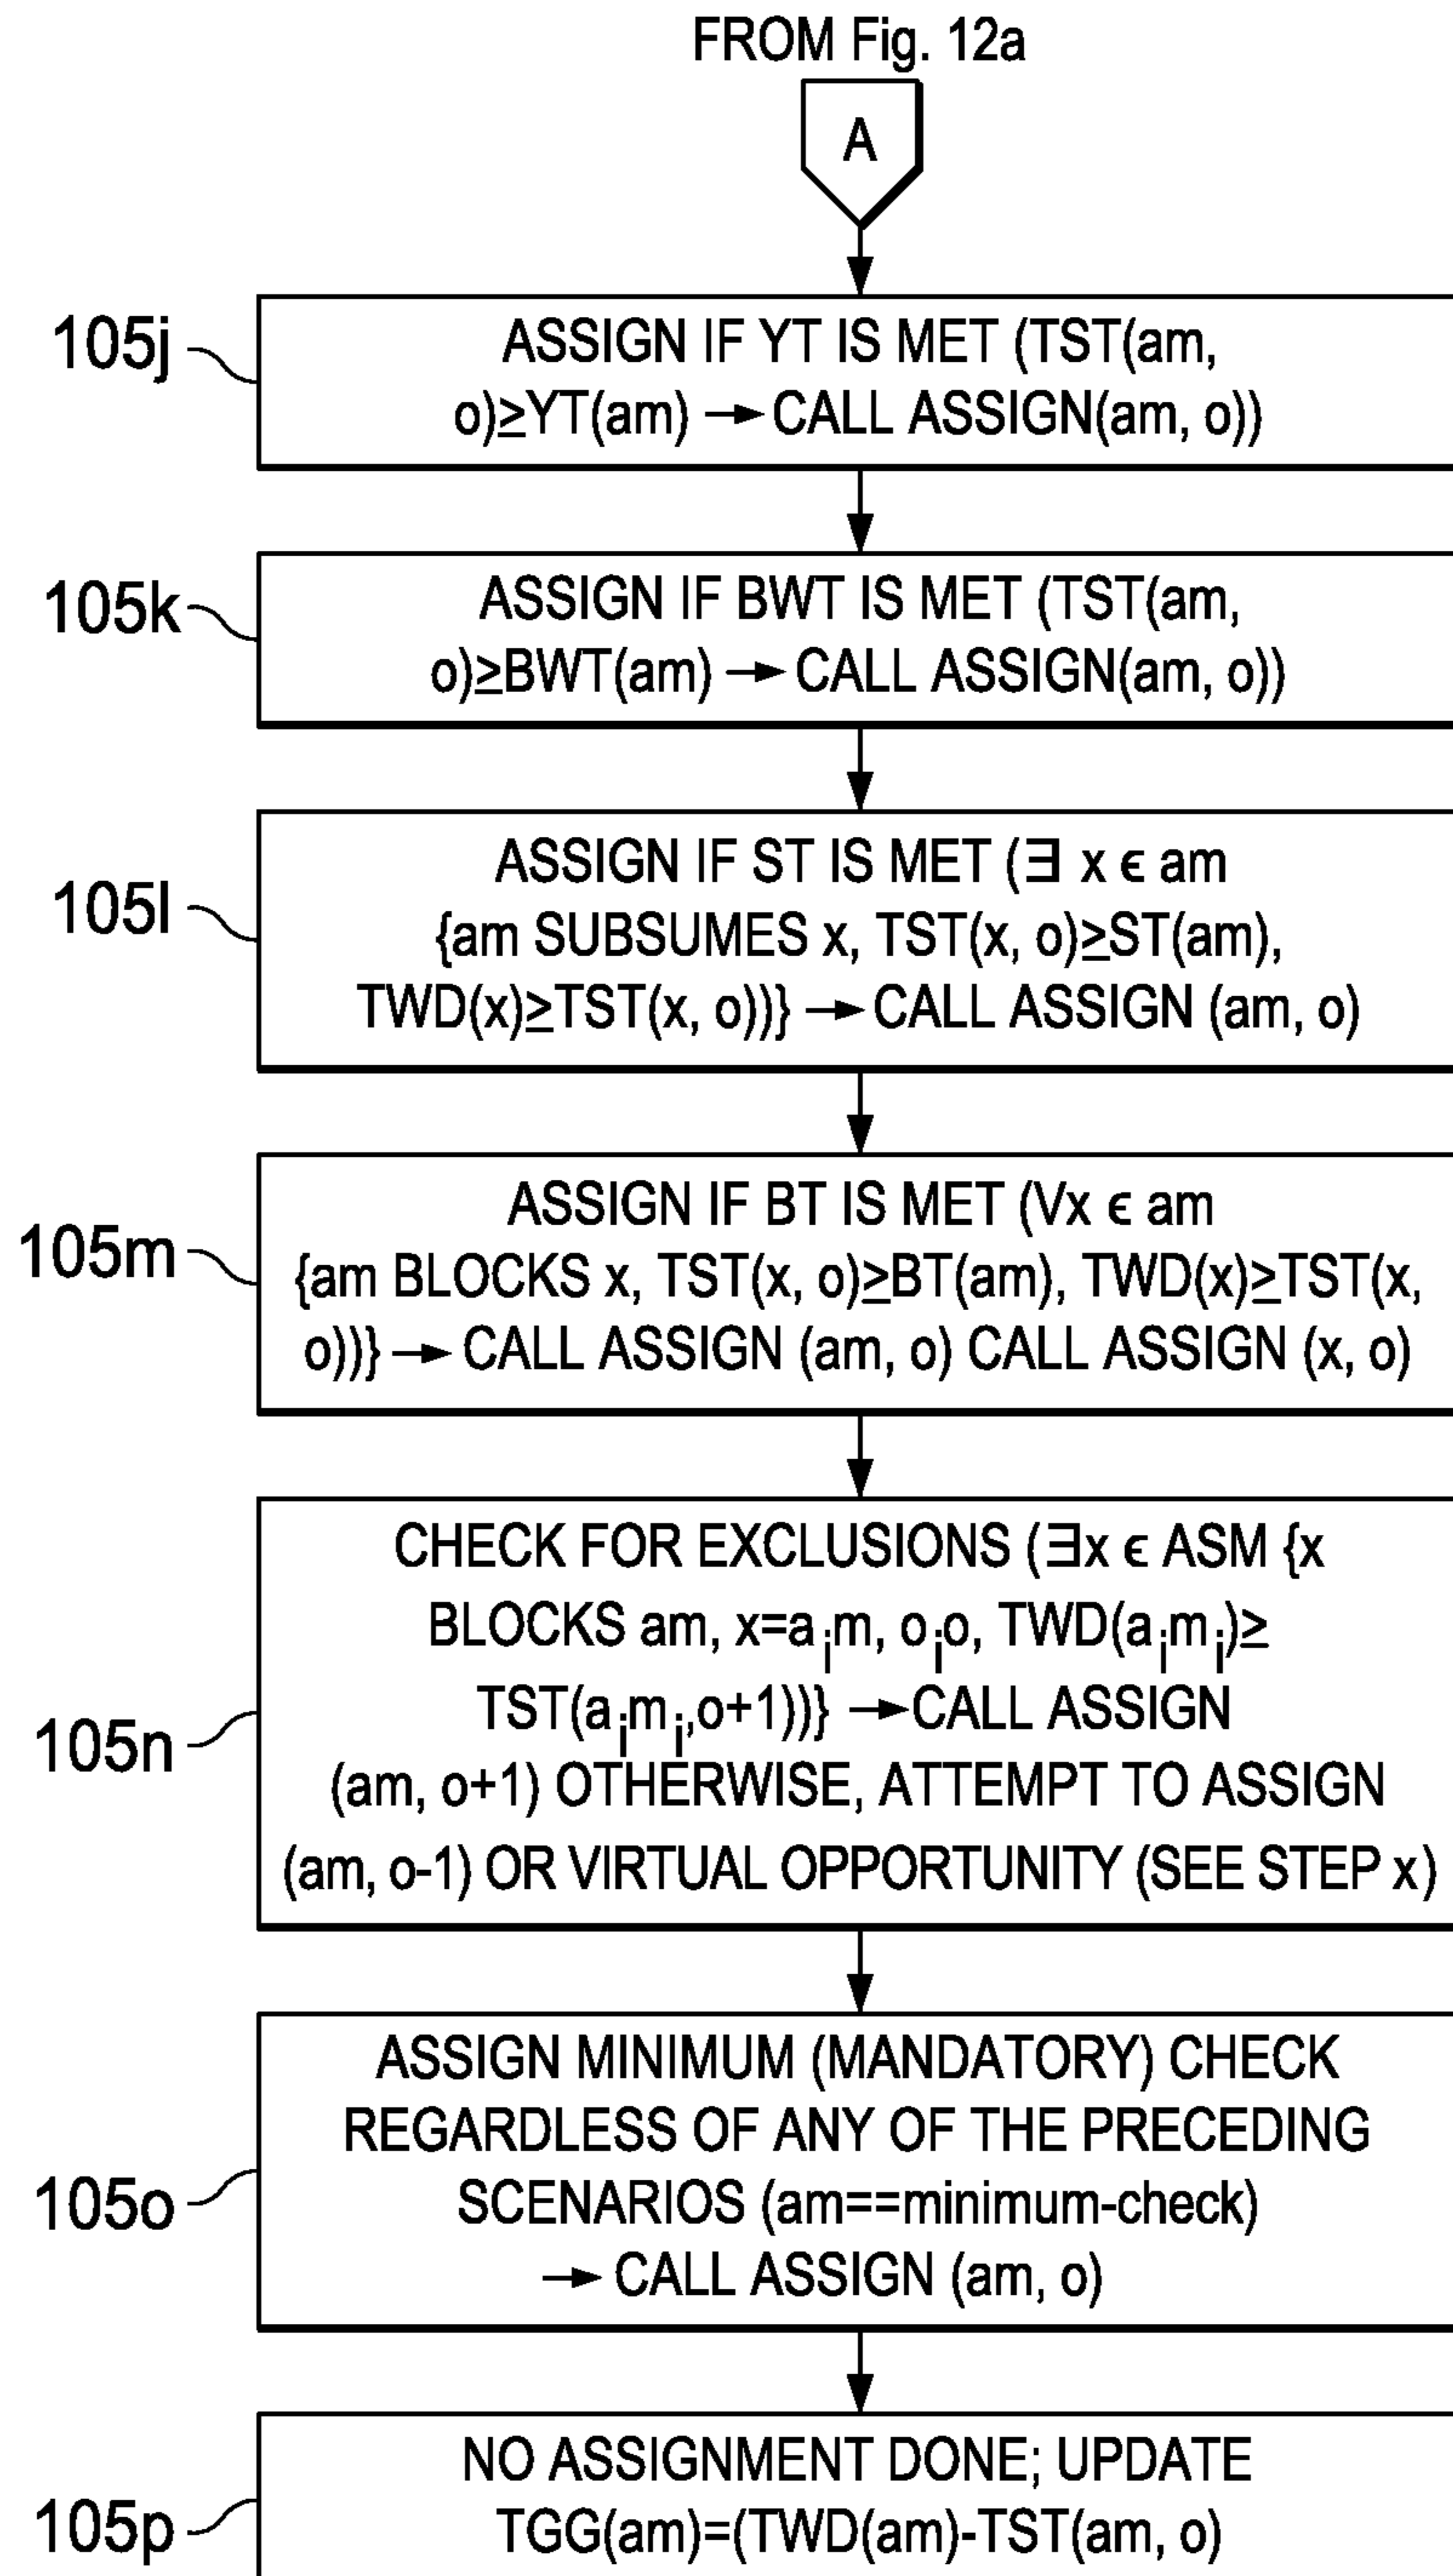 FROM Fig. 12a
A
105j
ASSIGN IF YT IS MET (TST(am,
o)≥YT(am) → CALL ASSIGN(am, o))
105k
ASSIGN IF BWT IS MET (TST(am,
o)≥BWT(am) → CALL ASSIGN(am, o))
105l
ASSIGN IF ST IS MET (∃ x ϵ am
{am SUBSUMES x, TST(x, o)≥ST(am),
TWD(x)≥TST(x, o))} → CALL ASSIGN (am, o)
105m
ASSIGN IF BT IS MET (Vx ϵ am
{am BLOCKS x, TST(x, o)≥BT(am), TWD(x)≥TST(x,
o))} → CALL ASSIGN (am, o) CALL ASSIGN (x, o)
105n
CHECK FOR EXCLUSIONS (∃x ϵ ASM {x
BLOCKS am, x=a¡m, o¡o, TWD(a¡m¡)≥
TST(a¡m¡,o+1))} → CALL ASSIGN
(am, o+1) OTHERWISE, ATTEMPT TO ASSIGN
(am, o-1) OR VIRTUAL OPPORTUNITY (SEE STEP x)
105o
ASSIGN MINIMUM (MANDATORY) CHECK
REGARDLESS OF ANY OF THE PRECEDING
SCENARIOS (am==minimum-check)
→ CALL ASSIGN (am, o)
105p
NO ASSIGNMENT DONE; UPDATE
TGG(am)=(TWD(am)-TST(am, o)